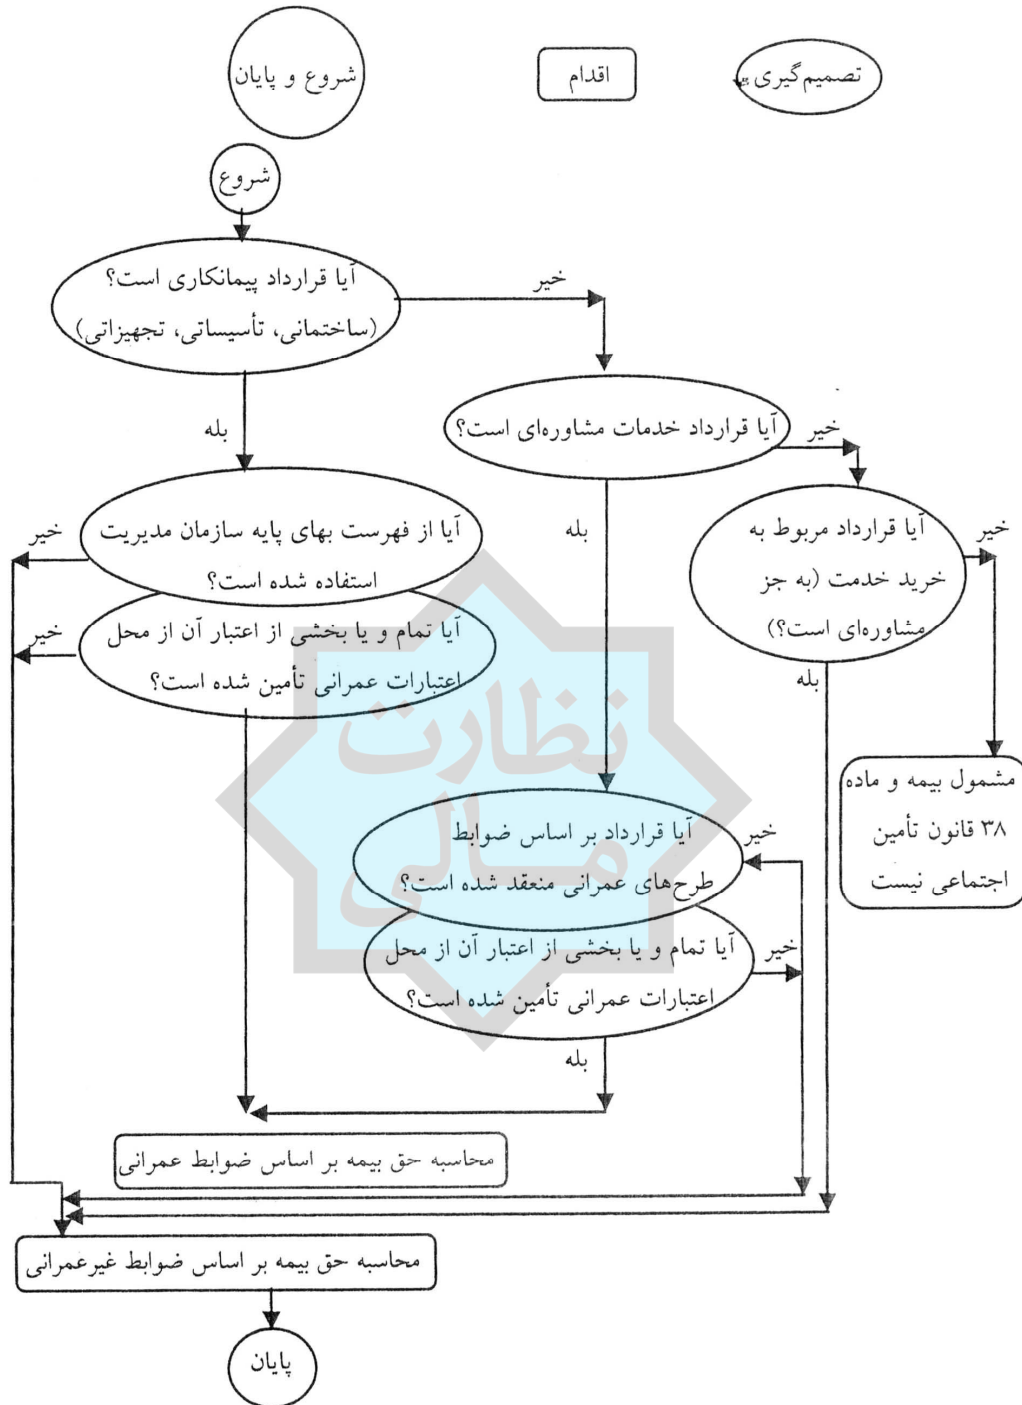 تصمیم‌گیری
اقدام
شروع و پایان
شروع
آیا قرارداد پیمانکاری است؟
(ساختمانی، تأسیساتی، تجهیزاتی)
خیر
بله
آیا قرارداد خدمات مشاوره‌ای است؟
خیر
بله
آیا قرارداد مربوط به
خرید خدمت (به جز
مشاوره‌ای است؟)
خیر
بله
مشمول بیمه و ماده
۳۸ قانون تأمین
اجتماعی نیست
آیا از فهرست بهای پایه سازمان مدیریت
استفاده شده است؟
خیر
آیا تمام و یا بخشی از اعتبار آن از محل
اعتبارات عمرانی تأمین شده است؟
خیر
نظارت
مالی
آیا قرارداد بر اساس ضوابط
طرح‌های عمرانی منعقد شده است؟
خیر
آیا تمام و یا بخشی از اعتبار آن از محل
اعتبارات عمرانی تأمین شده است؟
خیر
بله
محاسبه حق بیمه بر اساس ضوابط عمرانی
محاسبه حق بیمه بر اساس ضوابط غیرعمرانی
پایان